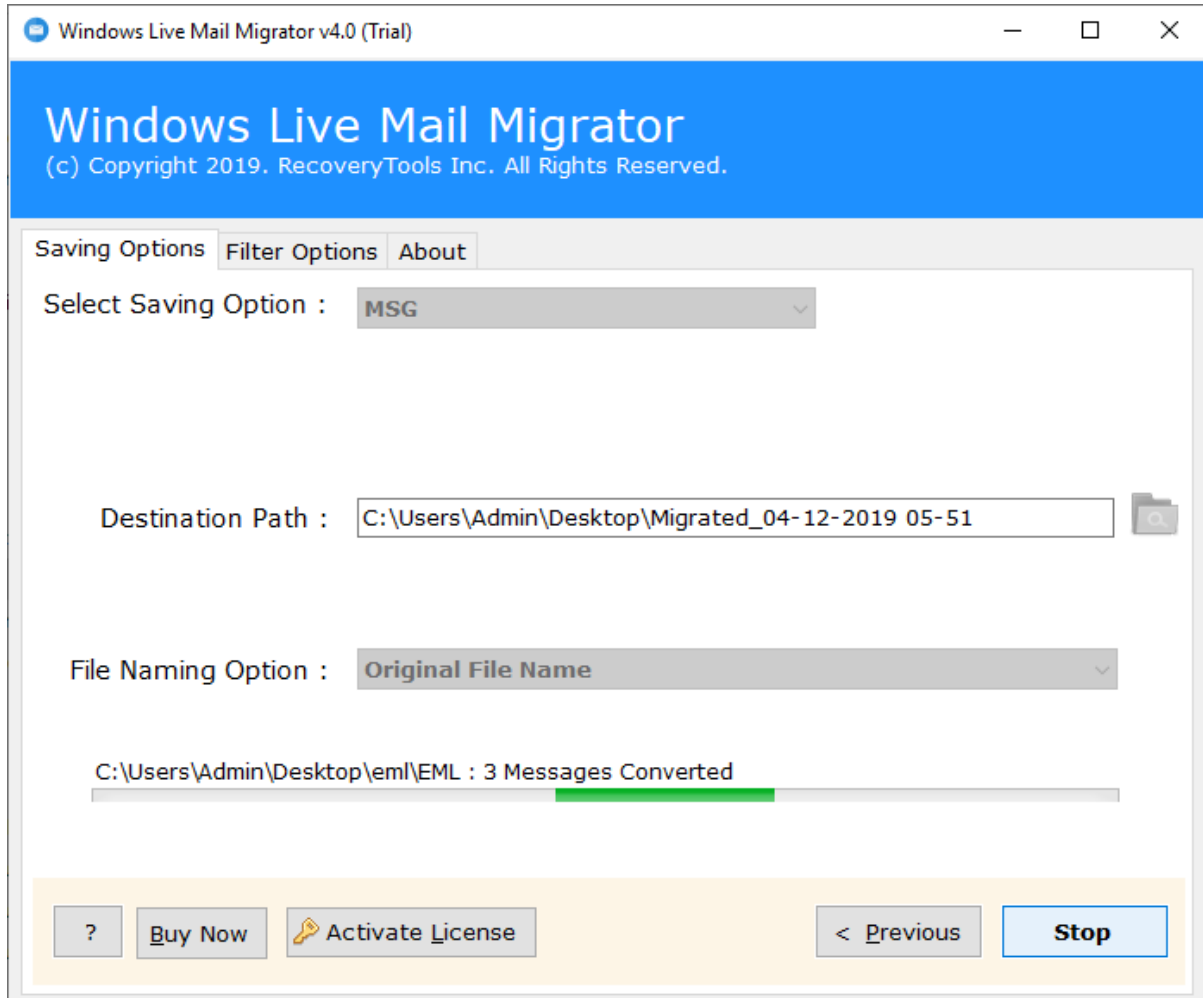 Windows Live Mail Migrator v4.0 (Trial)
Windows Live Mail Migrator
(c) Copyright 2019. RecoveryTools Inc. All Rights Reserved.
Saving Options Filter Options About
Select Saving Option : MSG
Destination Path : C:\Users\Admin\Desktop\Migrated_04-12-2019 05-51
File Naming Option : Original File Name
C:\Users\Admin\Desktop\eml\EML : 3 Messages Converted
? Buy Now Activate License < Previous Stop